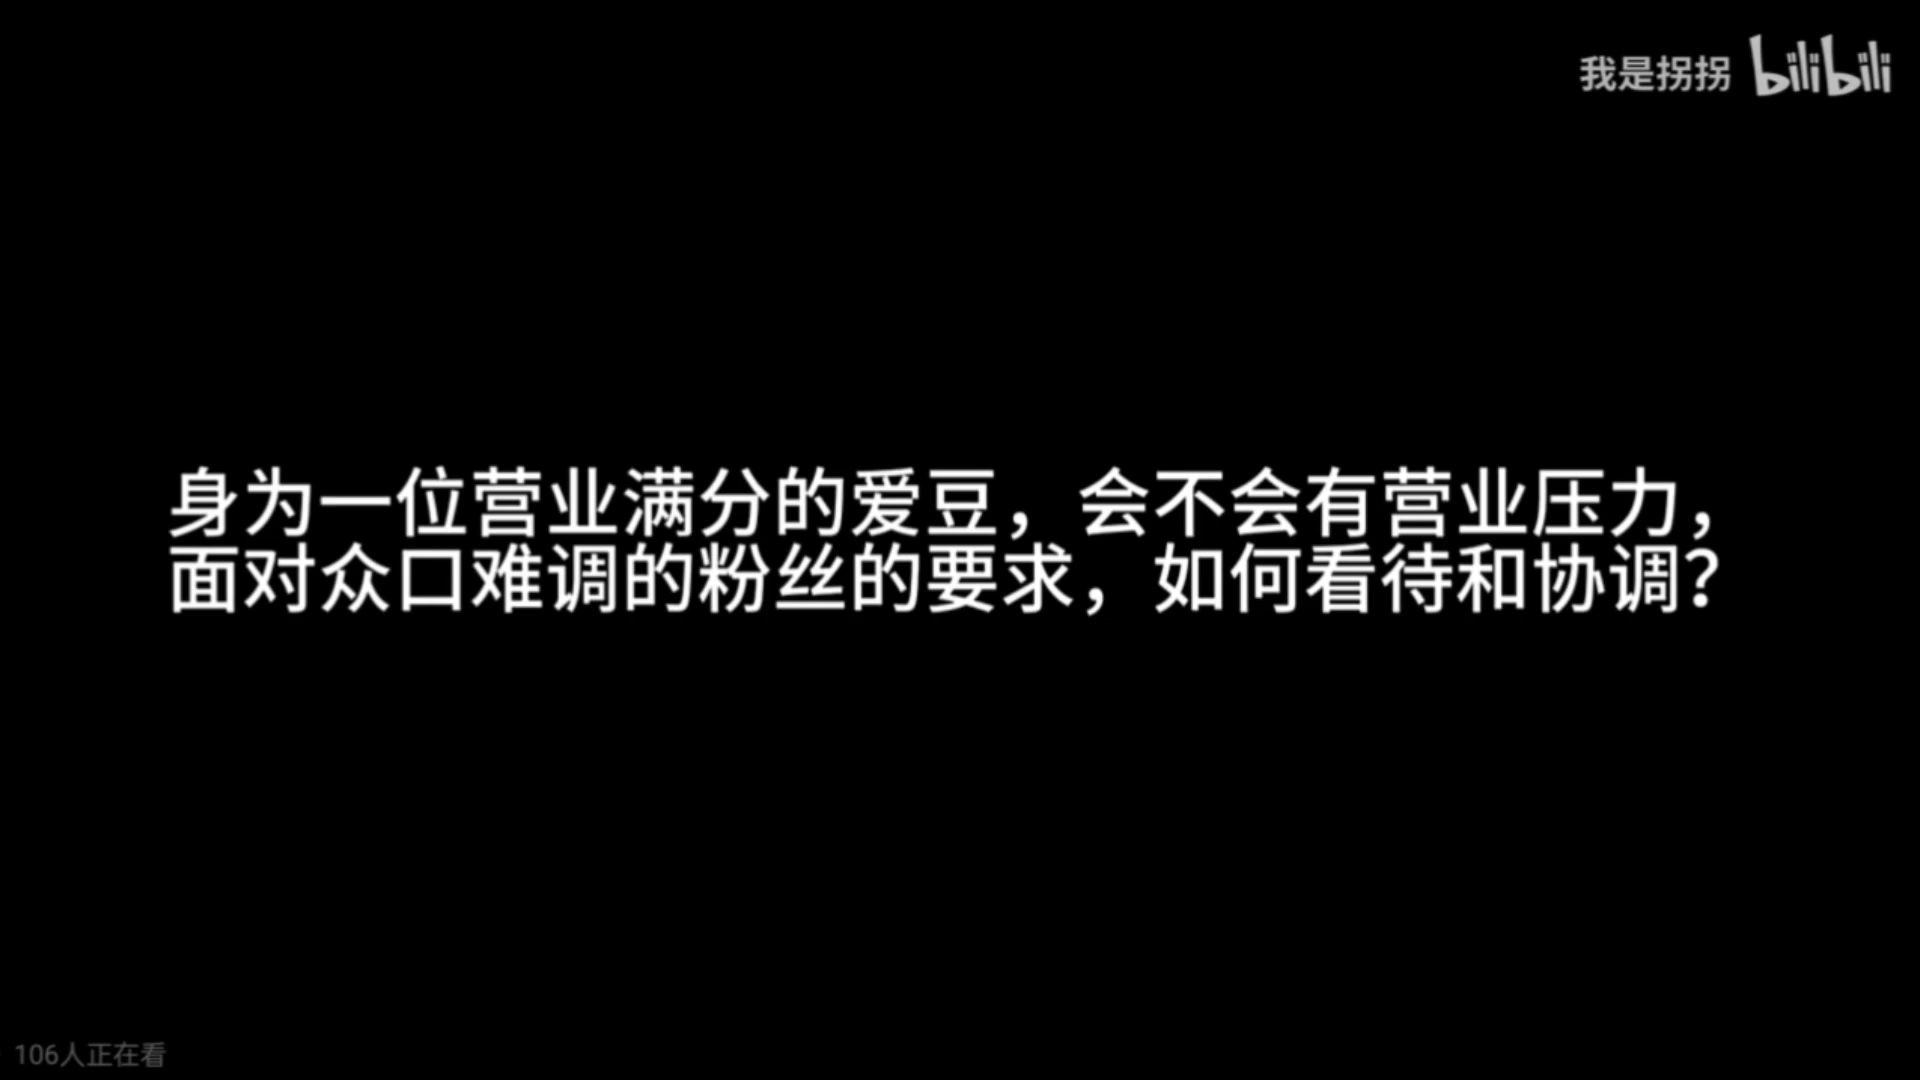 我是拐拐 bilibili
身为一位营业满分的爱豆，会不会有营业压力，
面对众口难调的粉丝的要求，如何看待和协调？
106人正在看